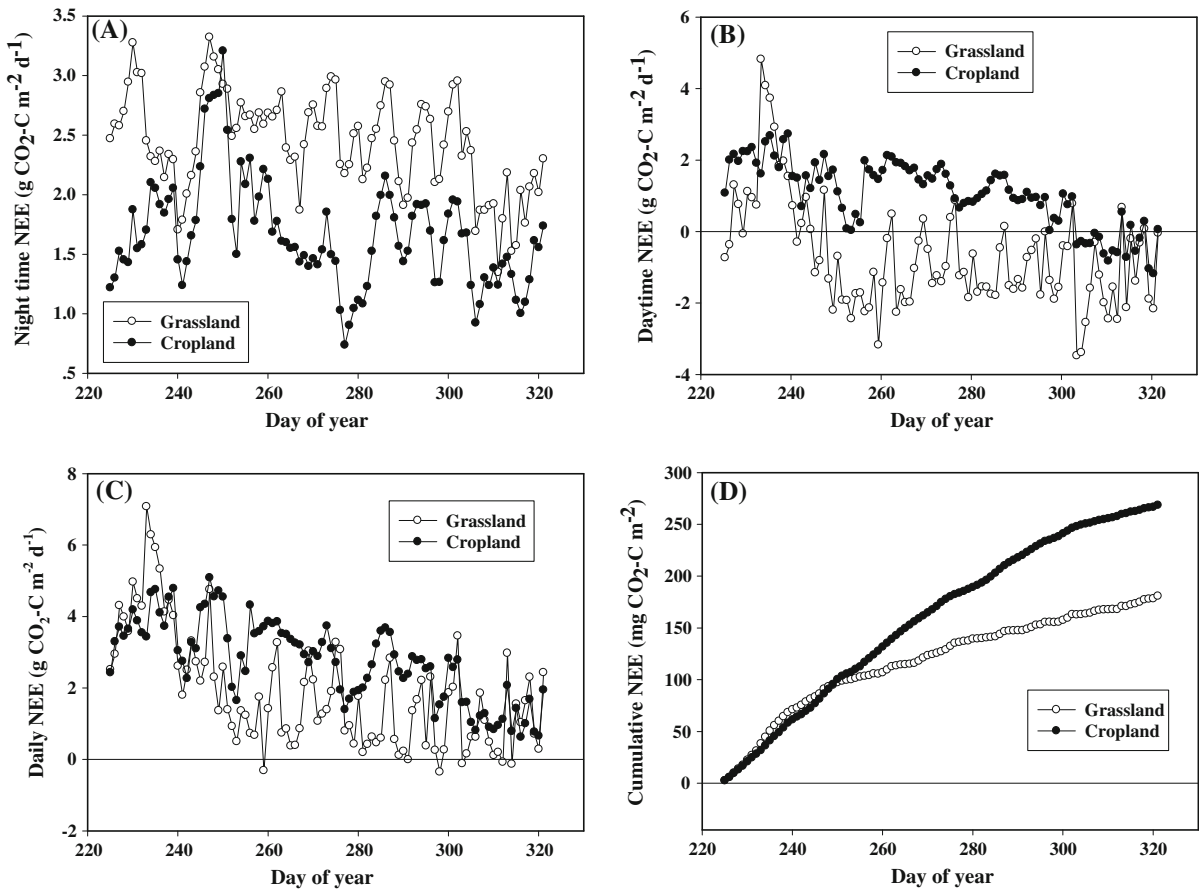 (A)
Night time NEE (g CO2-C m-2 d-1)
3.5
3.0
2.5
2.0
1.5
1.0
.5
Grassland
Cropland
220 240 260 280 300 320
Day of year
(B)
Daytime NEE (g CO2-C m-2 d-1)
6
4
2
0
-2
-4
Grassland
Cropland
220 240 260 280 300 320
Day of year
(C)
Daily NEE (g CO2-C m-2 d-1)
8
6
4
2
0
-2
Grassland
Cropland
220 240 260 280 300 320
Day of year
(D)
Cumulative NEE (mg CO2-C m-2)
300
250
200
150
100
50
0
Grassland
Cropland
220 240 260 280 300 320
Day of year